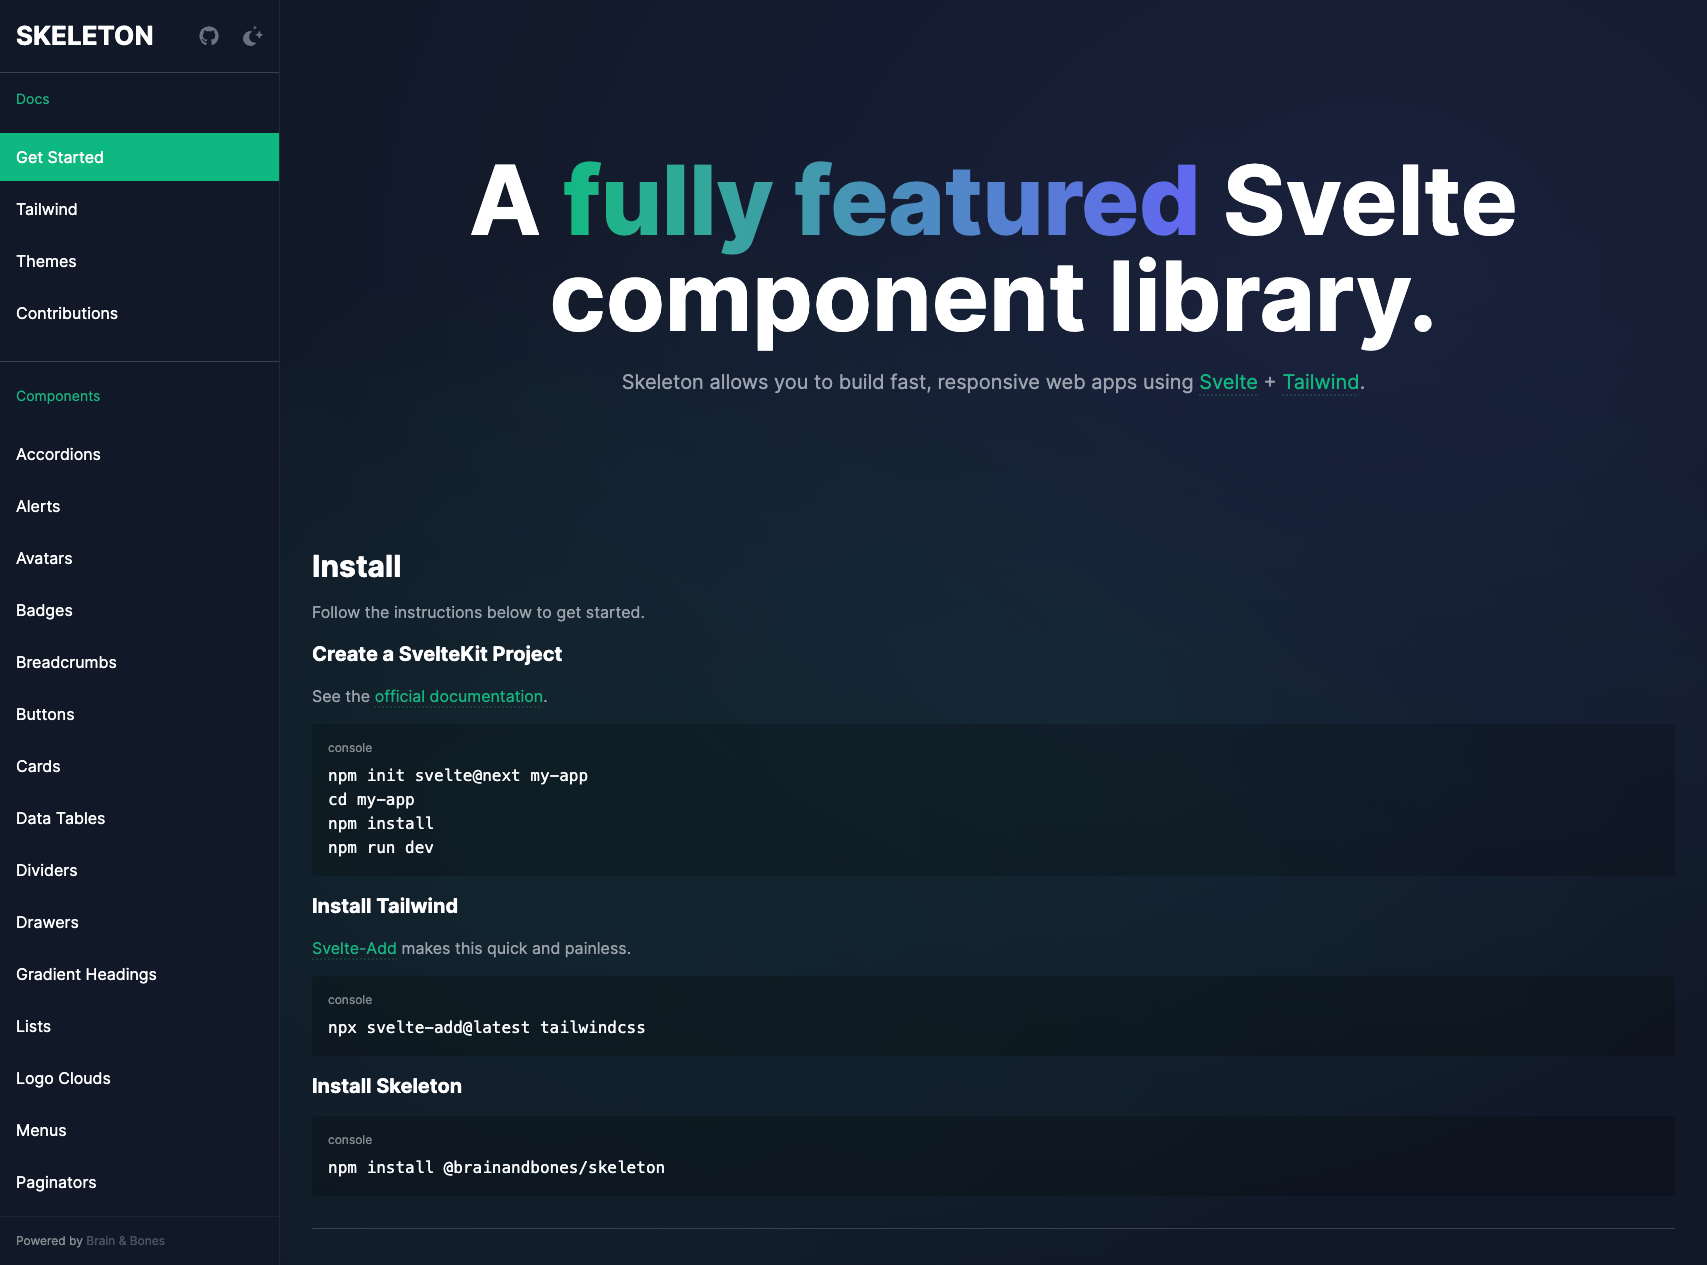 SKELETON
Docs
Get Started
Tailwind
Themes
Contributions
Components
Accordions
Alerts
Avatars
Badges
Breadcrumbs
Buttons
Cards
Data Tables
Dividers
Drawers
Gradient Headings
Lists
Logo Clouds
Menus
Paginators
Powered by Brain & Bones
A fully featured Svelte
component library.
Skeleton allows you to build fast, responsive web apps using Svelte + Tailwind.
Install
Follow the instructions below to get started.
Create a SvelteKit Project
See the official documentation.
console
npm init svelte@next my-app
cd my-app
npm install
npm run dev
Install Tailwind
Svelte-Add makes this quick and painless.
console
npx svelte-add@latest tailwindcss
Install Skeleton
console
npm install @brainandbones/skeleton